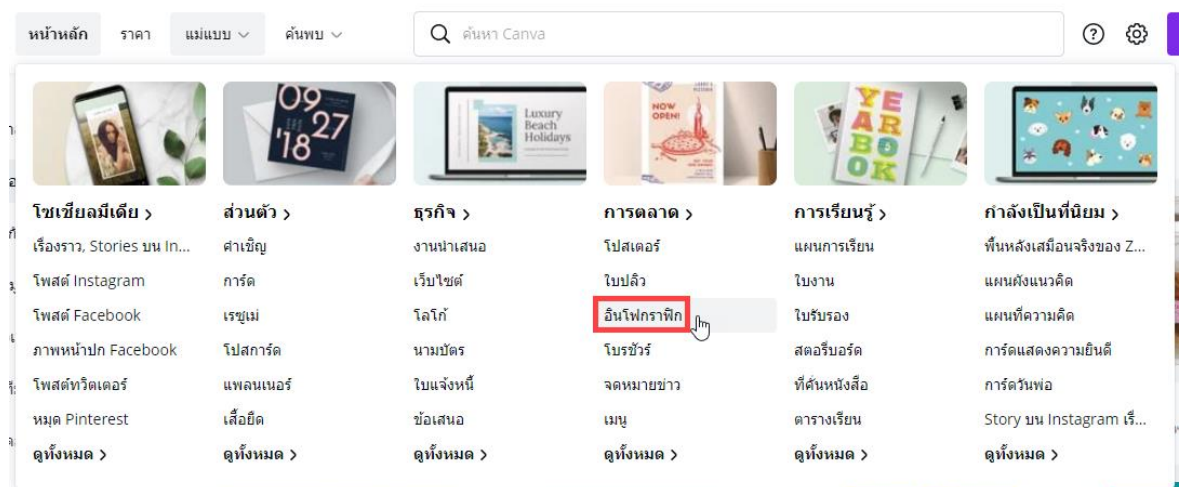 หน้าหลัก ราคา แม่แบบ ค้นพบ ค้นหา Canva
09 27 '18
Luxury
Beach
Holidays
NOW
OPEN!
YE
AR
BO
OK
โซเชียลมีเดีย >
เรื่องราว, Stories บน In...
โพสต์ Instagram
โพสต์ Facebook
ภาพหน้าปก Facebook
โพสต์ทวิตเตอร์
หมุด Pinterest
ดูทั้งหมด >
ส่วนตัว >
คำเชิญ
การ์ด
เรซูเม่
โปสการ์ด
แพลนเนอร์
เสื้อยืด
ดูทั้งหมด >
ธุรกิจ >
งานนำเสนอ
เว็บไซต์
โลโก้
นามบัตร
ใบแจ้งหนี้
ข้อเสนอ
ดูทั้งหมด >
การตลาด >
โปสเตอร์
ใบปลิว
อินโฟกราฟิก
โบรชัวร์
จดหมายข่าว
เมนู
ดูทั้งหมด >
การเรียนรู้ >
แผนการเรียน
ใบงาน
ใบรับรอง
สตอรี่บอร์ด
ที่คั่นหนังสือ
ตารางเรียน
ดูทั้งหมด >
กำลังเป็นที่นิยม >
พื้นหลังเสมือนจริงของ Z...
แผนผังแนวคิด
แผนที่ความคิด
การ์ดแสดงความยินดี
การ์ดวันพ่อ
Story บน Instagram เรื่...
ดูทั้งหมด >